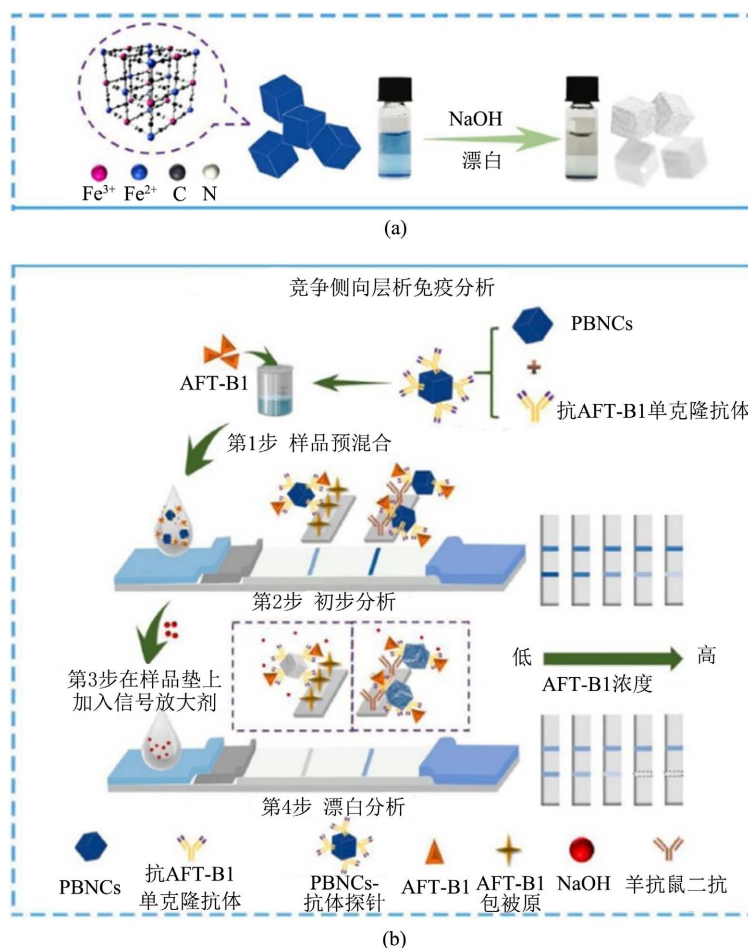 NaOH
漂白
Fe³⁺ Fe²⁺ C N
(a)
竞争侧向层析免疫分析
PBNCs
AFT-B1
抗AFT-B1单克隆抗体
第1步 样品预混合
第2步 初步分析
第3步在样品垫上
加入信号放大剂
低
高
AFT-B1浓度
第4步 漂白分析
PBNCs
抗AFT-B1
单克隆抗体
PBNCs-
抗体探针
AFT-B1
AFT-B1
包被原
NaOH
羊抗鼠二抗
(b)